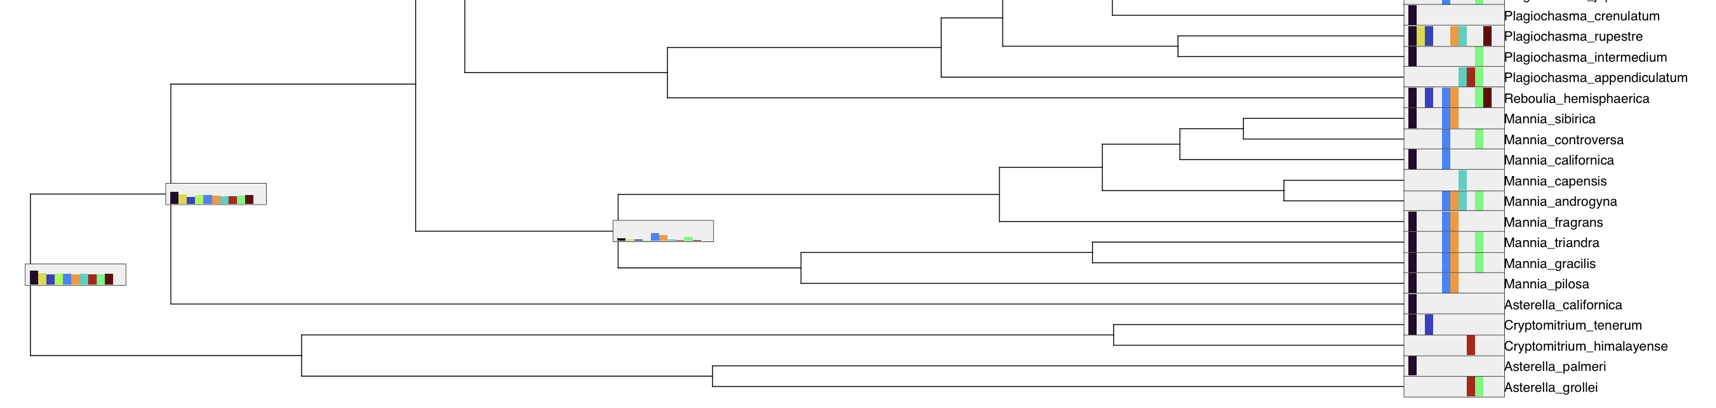 Plagiochasma_crenulatum
Plagiochasma_rupestre
Plagiochasma_intermedium
Plagiochasma_appendiculatum
Reboulia_hemisphaerica
Mannia_sibirica
Mannia_controversa
Mannia_californica
Mannia_capensis
Mannia_androgyna
Mannia_fragrans
Mannia_triandra
Mannia_gracilis
Mannia_pilosa
Asterella_californica
Cryptomitrium_tenerum
Cryptomitrium_himalayense
Asterella_palmeri
Asterella_grollei